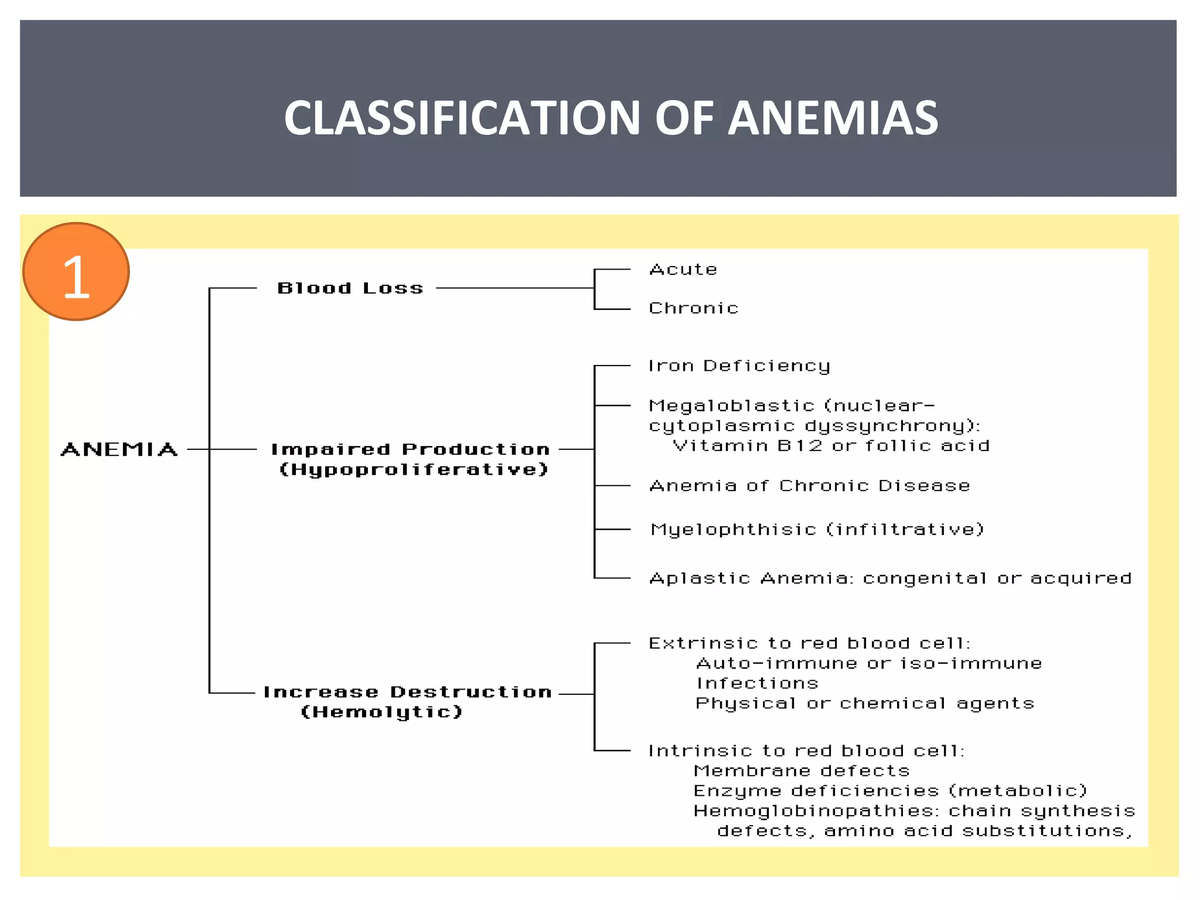 CLASSIFICATION OF ANEMIAS
1
ANEMIA
Blood Loss
Acute
Chronic
Impaired Production
(Hypoproliferative)
Iron Deficiency
Megaloblastic (nuclear-
cytoplasmic dyssynchrony):
Vitamin B12 or follic acid
Anemia of Chronic Disease
Myelophthisic (infiltrative)
Aplastic Anemia: congenital or acquired
Increase Destruction
(Hemolytic)
Extrinsic to red blood cell:
Auto-immune or iso-immune
Infections
Physical or chemical agents
Intrinsic to red blood cell:
Membrane defects
Enzyme deficiencies (metabolic)
Hemoglobinopathies: chain synthesis
defects, amino acid substitutions,